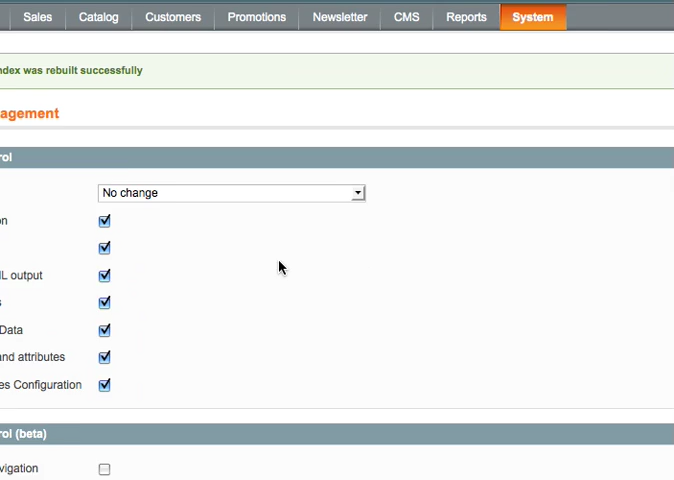 Sales Catalog Customers Promotions Newsletter CMS Reports System
ndex was rebuilt successfully
agement
rol
No change
on
L output
s
Data
and attributes
es Configuration
rol (beta)
vigation